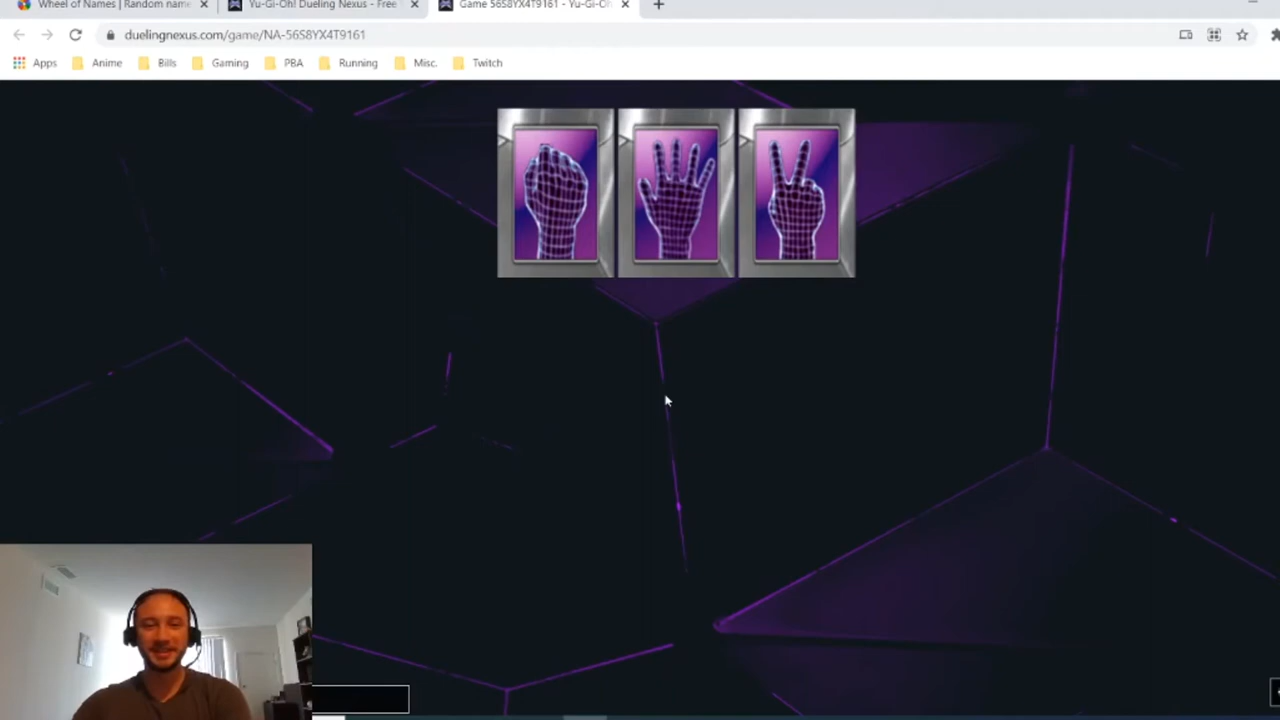 Wheel of Names | Random name
Yu-Gi-Oh! Dueling Nexus - Free
Game 56S8YX4T9161 - Yu-Gi-Oh
duelingnexus.com/game/NA-56S8YX4T9161
Apps Anime Bills Gaming PBA Running Misc. Twitch